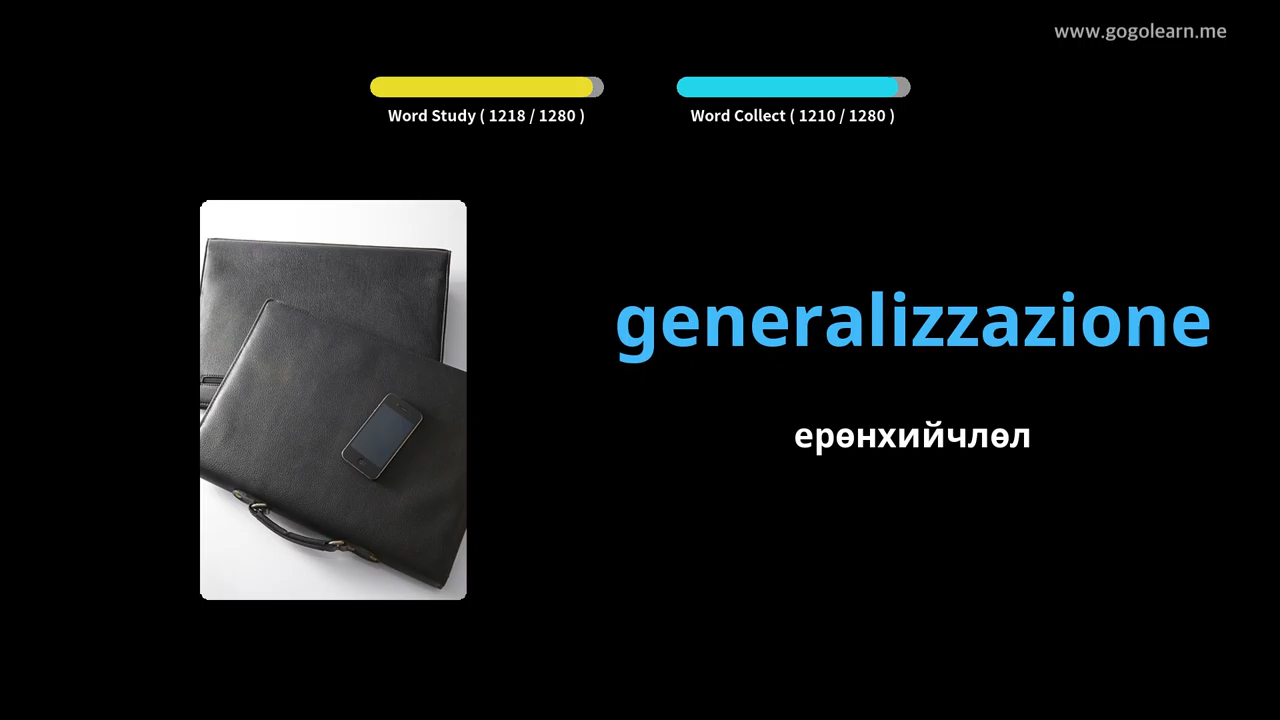 www.gogolearn.me
Word Study ( 1218 / 1280 )
Word Collect ( 1210 / 1280 )
generalizzazione
ерөнхийчлөл